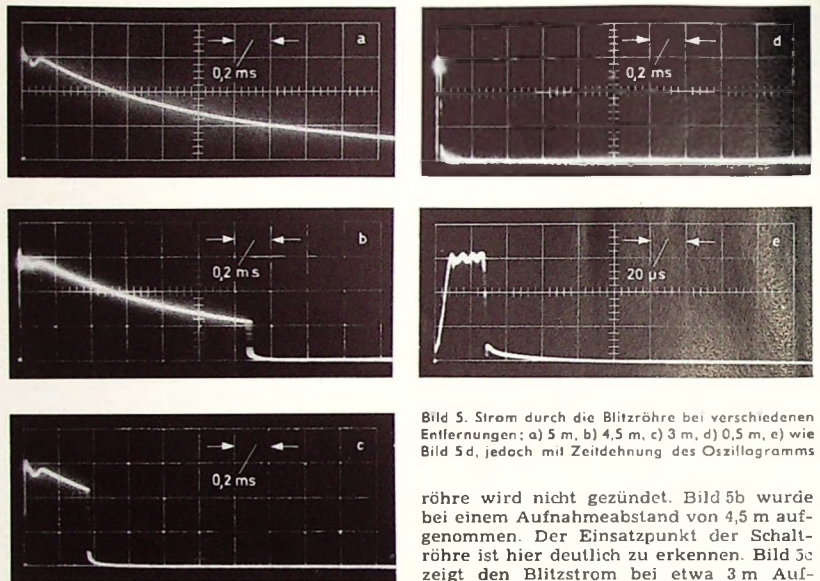 a
0,2 ms
b
0,2 ms
c
0,2 ms
d
0,2 ms
e
20 µs
Bild 5. Strom durch die Blitzröhre bei verschiedenen
Entfernungen; a) 5 m, b) 4,5 m, c) 3 m, d) 0,5 m, e) wie
Bild 5d, jedoch mit Zeitdehnung des Oszillogramms
röhre wird nicht gezündet. Bild 5b wurde
bei einem Aufnahmeabstand von 4,5 m auf-
genommen. Der Einsatzpunkt der Schalt-
röhre ist hier deutlich zu erkennen. Bild 5c
zeigt den Blitzstrom bei etwa 3 m Auf-